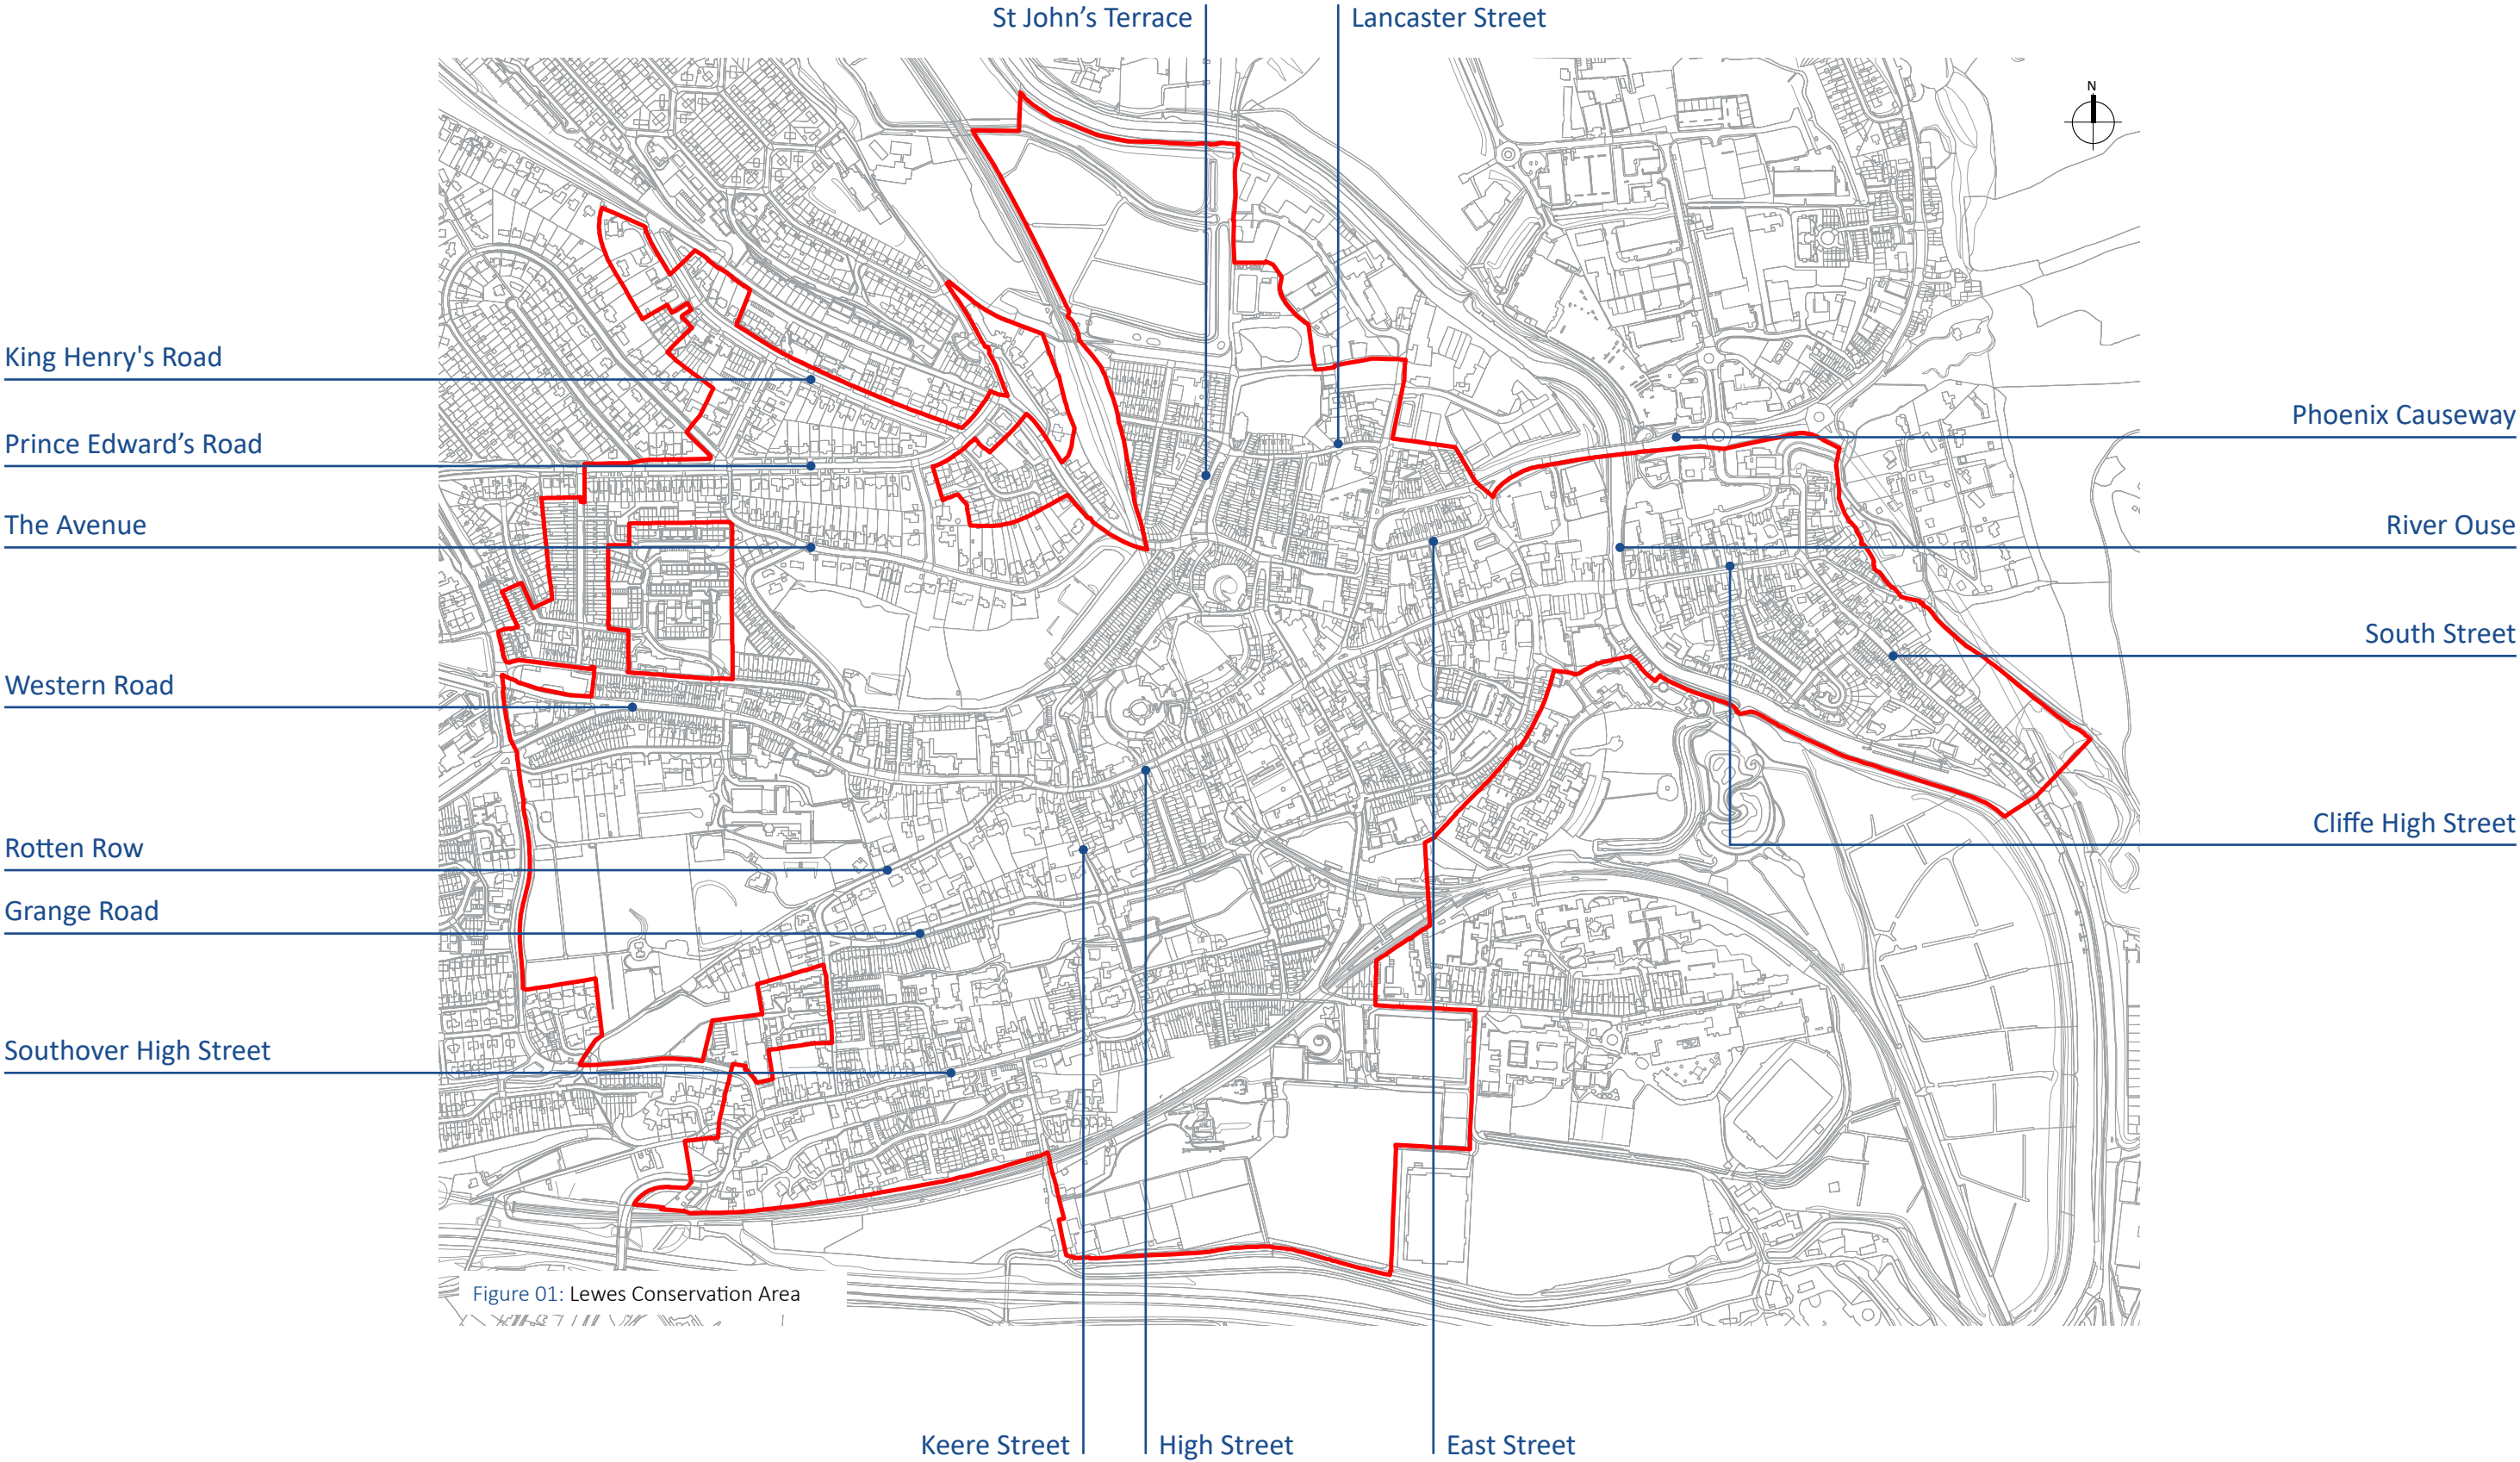 St John’s Terrace
Lancaster Street
N
King Henry's Road
Prince Edward’s Road
The Avenue
Western Road
Rotten Row
Grange Road
Southover High Street
Phoenix Causeway
River Ouse
South Street
Cliffe High Street
Figure 01: Lewes Conservation Area
Keere Street
High Street
East Street